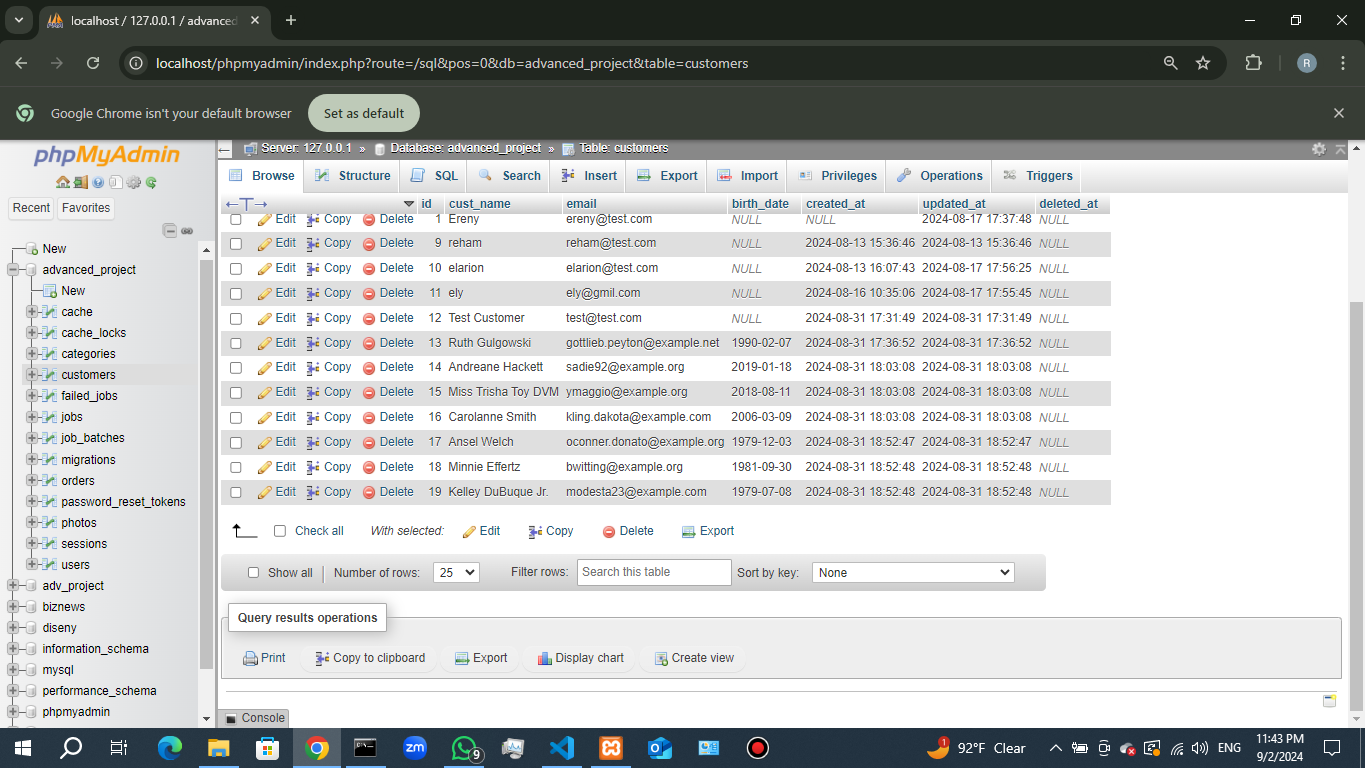 localhost / 127.0.0.1 / advanced
localhost/phpmyadmin/index.php?route=/sql&pos=0&db=advanced_project&table=customers
R
Google Chrome isn't your default browser
Set as default
phpMyAdmin
Recent
Favorites
New
advanced_project
New
cache
cache_locks
categories
customers
failed_jobs
jobs
job_batches
migrations
orders
password_reset_tokens
photos
sessions
users
adv_project
biznews
diseny
information_schema
mysql
performance_schema
phpmyadmin
Server: 127.0.0.1 » Database: advanced_project » Table: customers
Browse Structure SQL Search Insert Export Import Privileges Operations Triggers
←T→ id cust_name email birth_date created_at updated_at deleted_at
Edit Copy Delete 1 Ereny ereny@test.com NULL NULL 2024-08-17 17:37:48 NULL
Edit Copy Delete 9 reham reham@test.com NULL 2024-08-13 15:36:46 2024-08-13 15:36:46 NULL
Edit Copy Delete 10 elarion elarion@test.com NULL 2024-08-13 16:07:43 2024-08-17 17:56:25 NULL
Edit Copy Delete 11 ely ely@gmil.com NULL 2024-08-16 10:35:06 2024-08-17 17:55:45 NULL
Edit Copy Delete 12 Test Customer test@test.com NULL 2024-08-31 17:31:49 2024-08-31 17:31:49 NULL
Edit Copy Delete 13 Ruth Gulgowski gottlieb.peyton@example.net 1990-02-07 2024-08-31 17:36:52 2024-08-31 17:36:52 NULL
Edit Copy Delete 14 Andreane Hackett sadie92@example.org 2019-01-18 2024-08-31 18:03:08 2024-08-31 18:03:08 NULL
Edit Copy Delete 15 Miss Trisha Toy DVM ymaggio@example.org 2018-08-11 2024-08-31 18:03:08 2024-08-31 18:03:08 NULL
Edit Copy Delete 16 Carolanne Smith kling.dakota@example.com 2006-03-09 2024-08-31 18:03:08 2024-08-31 18:03:08 NULL
Edit Copy Delete 17 Ansel Welch oconner.donato@example.org 1979-12-03 2024-08-31 18:52:47 2024-08-31 18:52:47 NULL
Edit Copy Delete 18 Minnie Effertz bwitting@example.org 1981-09-30 2024-08-31 18:52:48 2024-08-31 18:52:48 NULL
Edit Copy Delete 19 Kelley DuBuque Jr. modesta23@example.com 1979-07-08 2024-08-31 18:52:48 2024-08-31 18:52:48 NULL
Check all With selected: Edit Copy Delete Export
Show all Number of rows: 25 Filter rows: Search this table Sort by key: None
Query results operations
Print Copy to clipboard Export Display chart Create view
Console
zm
9
1
92°F Clear
ENG
11:43 PM
9/2/2024